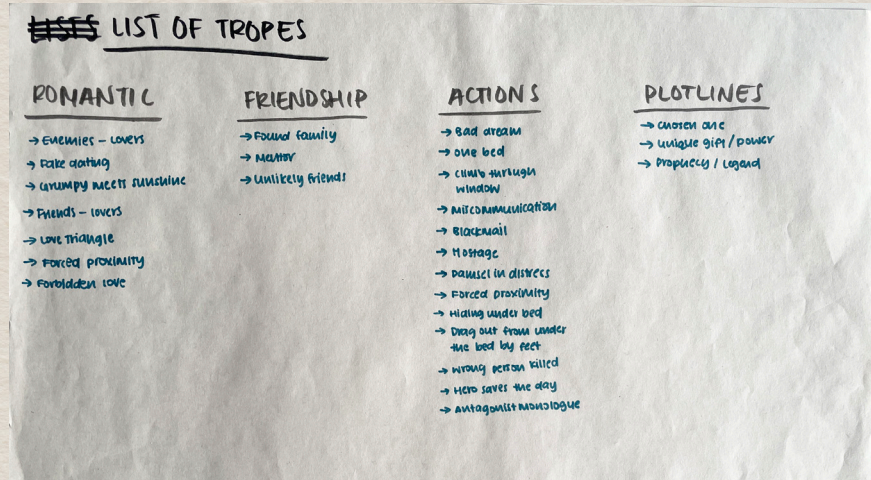 LIST OF TROPES
ROMANTIC
→ Enemies – lovers
→ Fake dating
→ Grumpy meets sunshine
→ Friends – lovers
→ Love Triangle
→ Forced proximity
→ Forbidden love
FRIENDSHIP
→ Found family
→ Mentor
→ Unlikely friends
ACTIONS
→ Bad dream
→ One bed
→ Climb through
window
→ Miscommunication
→ Blackmail
→ Hostage
→ Damsel in distress
→ Forced proximity
→ Hiding under bed
→ Drag out from under
the bed by feet
→ Wrong person killed
→ Hero saves the day
→ Antagonist monologue
PLOTLINES
→ Chosen one
→ Unique gift / power
→ Prophecy / Legend